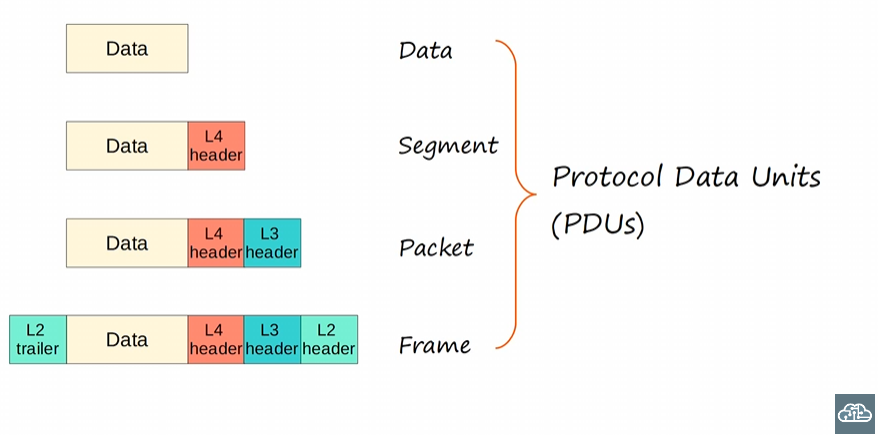 Data
Data
Data
L4
header
Segment
Protocol Data Units
(PDUs)
Data
L4
header
L3
header
Packet
L2
trailer
Data
L4
header
L3
header
L2
header
Frame